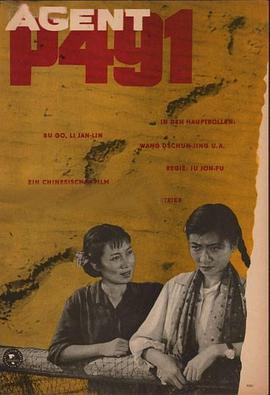 AGENT
P491
IN DEN HAUPTROLLEN:
BU GO, LI JAN-LIN
WANG DSCHUN-JING U.A.
REGIE: JU JON-FU
EIN CHINESISCHER FILM